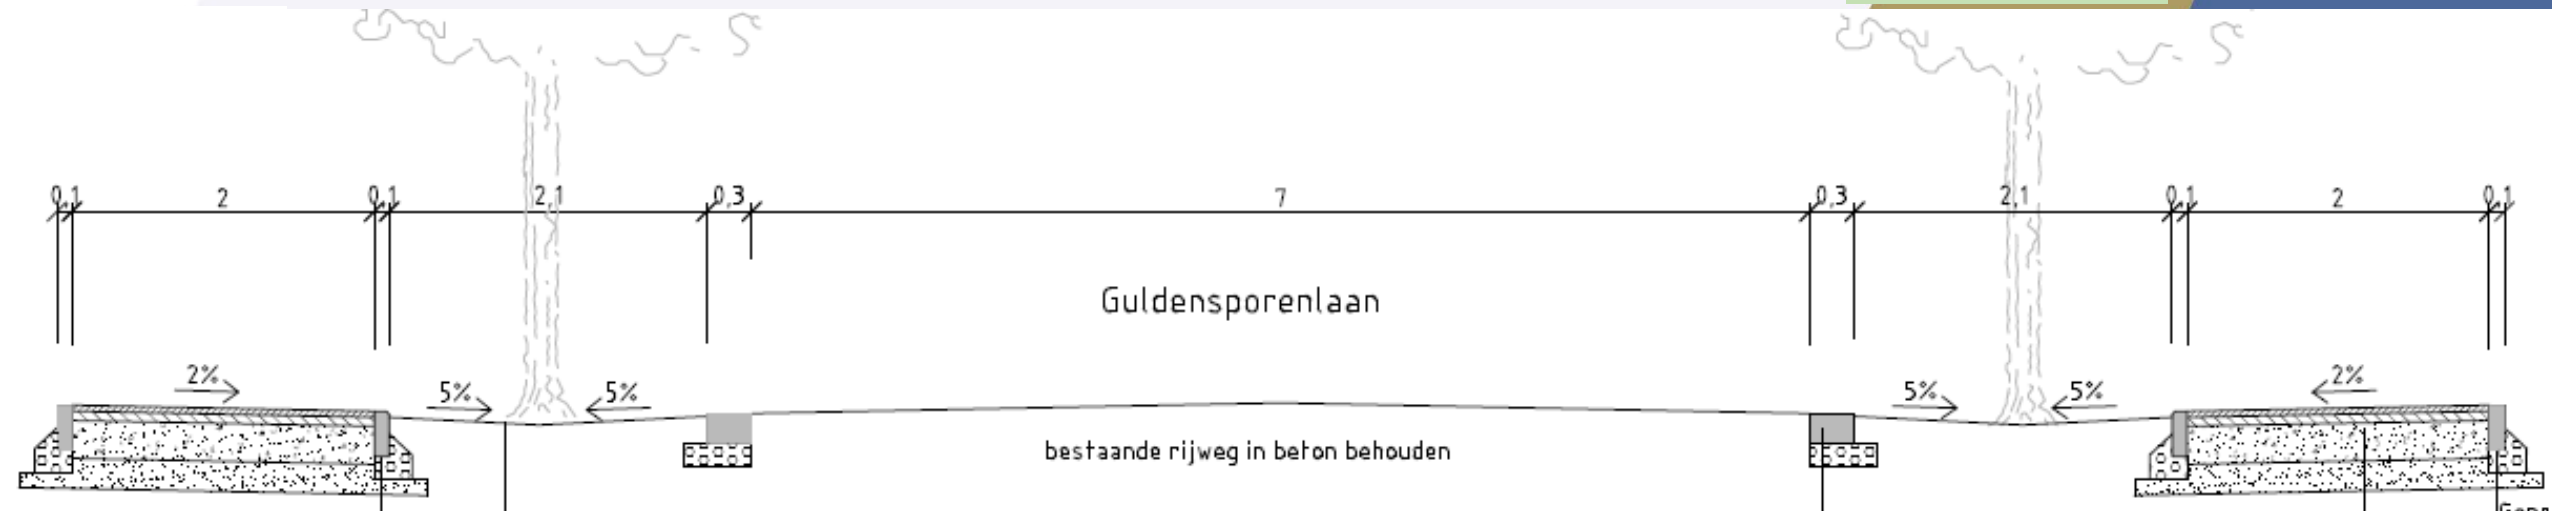 0,1 2 0,1 2,1 0,3 7 0,3 2,1 0,1 2 0,1
Guldensporenlaan
2% 5% 5% 5% 5% 2%
bestaande rijweg in beton behouden